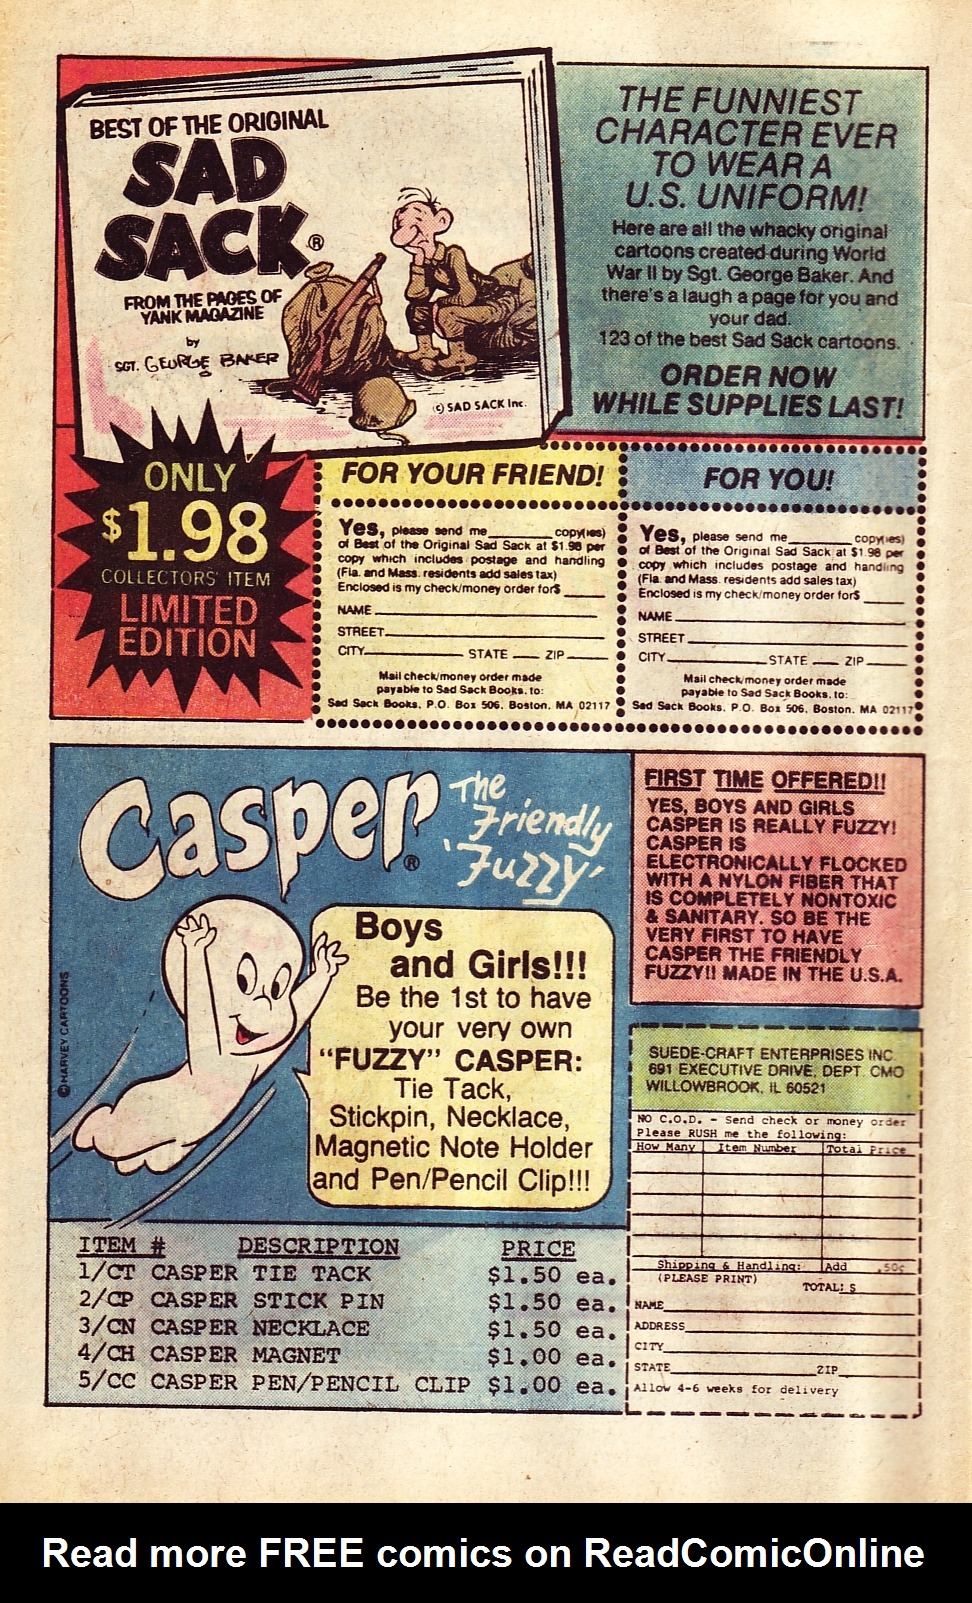 BEST OF THE ORIGINAL
SAD
SACK®
FROM THE PAGES OF
YANK MAGAZINE
by
SGT. GEORGE BAKER
(C) SAD SACK Inc.
THE FUNNIEST
CHARACTER EVER
TO WEAR A
U.S. UNIFORM!
Here are all the whacky original
cartoons created during World
War II by Sgt. George Baker. And
there's a laugh a page for you and
your dad.
123 of the best Sad Sack cartoons.
ORDER NOW
WHILE SUPPLIES LAST!
ONLY
$1.98
COLLECTORS' ITEM
LIMITED
EDITION
FOR YOUR FRIEND!
Yes, please send me________ copy(ies)
of Best of the Original Sad Sack at $1.98 per
copy which includes postage and handling
(Fla. and Mass. residents add sales tax)
Enclosed is my check/money order for$ ______
NAME
STREET
CITY STATE ZIP
Mail check/money order made
payable to Sad Sack Books, to:
Sad Sack Books, P.O. Box 506, Boston, MA 02117
FOR YOU!
Yes, please send me________ copy(ies)
of Best of the Original Sad Sack at $1.98 per
copy which includes postage and handling
(Fla. and Mass. residents add sales tax)
Enclosed is my check/money order for$ ______
NAME
STREET
CITY STATE ZIP
Mail check/money order made
payable to Sad Sack Books, to:
Sad Sack Books, P.O. Box 506, Boston, MA 02117
Casper®
The
Friendly
'Fuzzy'
Boys
and Girls!!!
Be the 1st to have
your very own
"FUZZY" CASPER:
Tie Tack,
Stickpin, Necklace,
Magnetic Note Holder
and Pen/Pencil Clip!!!
©HARVEY CARTOONS
FIRST TIME OFFERED!!
YES, BOYS AND GIRLS
CASPER IS REALLY FUZZY!
CASPER IS
ELECTRONICALLY FLOCKED
WITH A NYLON FIBER THAT
IS COMPLETELY NONTOXIC
& SANITARY. SO BE THE
VERY FIRST TO HAVE
CASPER THE FRIENDLY
FUZZY!! MADE IN THE U.S.A.
ITEM # DESCRIPTION PRICE
1/CT CASPER TIE TACK $1.50 ea.
2/CP CASPER STICK PIN $1.50 ea.
3/CN CASPER NECKLACE $1.50 ea.
4/CH CASPER MAGNET $1.00 ea.
5/CC CASPER PEN/PENCIL CLIP $1.00 ea.
SUEDE-CRAFT ENTERPRISES INC.
691 EXECUTIVE DRIVE, DEPT. CMO
WILLOWBROOK, IL 60521
NO C.O.D. - Send check or money order
Please RUSH me the following:
How Many Item Number Total Price
Shipping & Handling: Add .50¢
(PLEASE PRINT)
TOTAL: $
NAME
ADDRESS
CITY
STATE ZIP
Allow 4-6 weeks for delivery
Read more FREE comics on ReadComicOnline